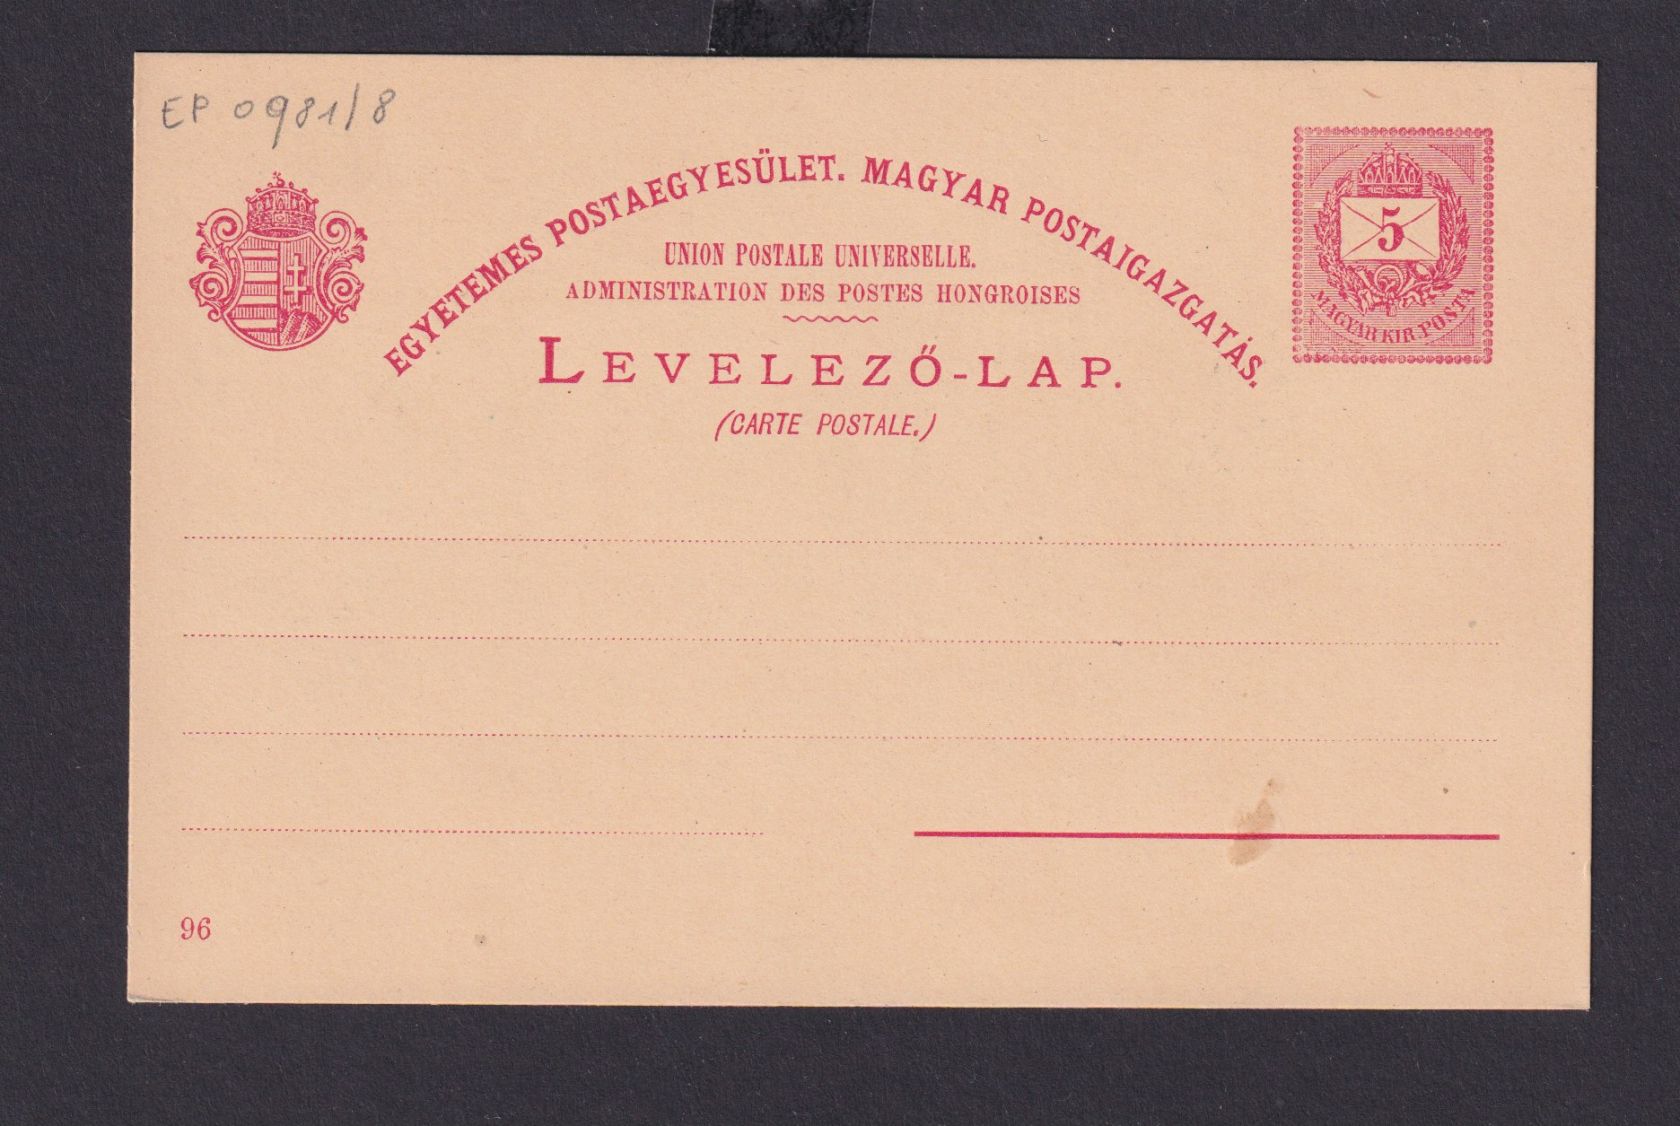 EP 0981/8
EGYETEMES POSTAEGYESÜLET. MAGYAR POSTAIGAZGATÁS.
UNION POSTALE UNIVERSELLE.
ADMINISTRATION DES POSTES HONGROISES
LEVELEZŐ-LAP.
(CARTE POSTALE.)
5
MAGYAR KIR. POSTA
96